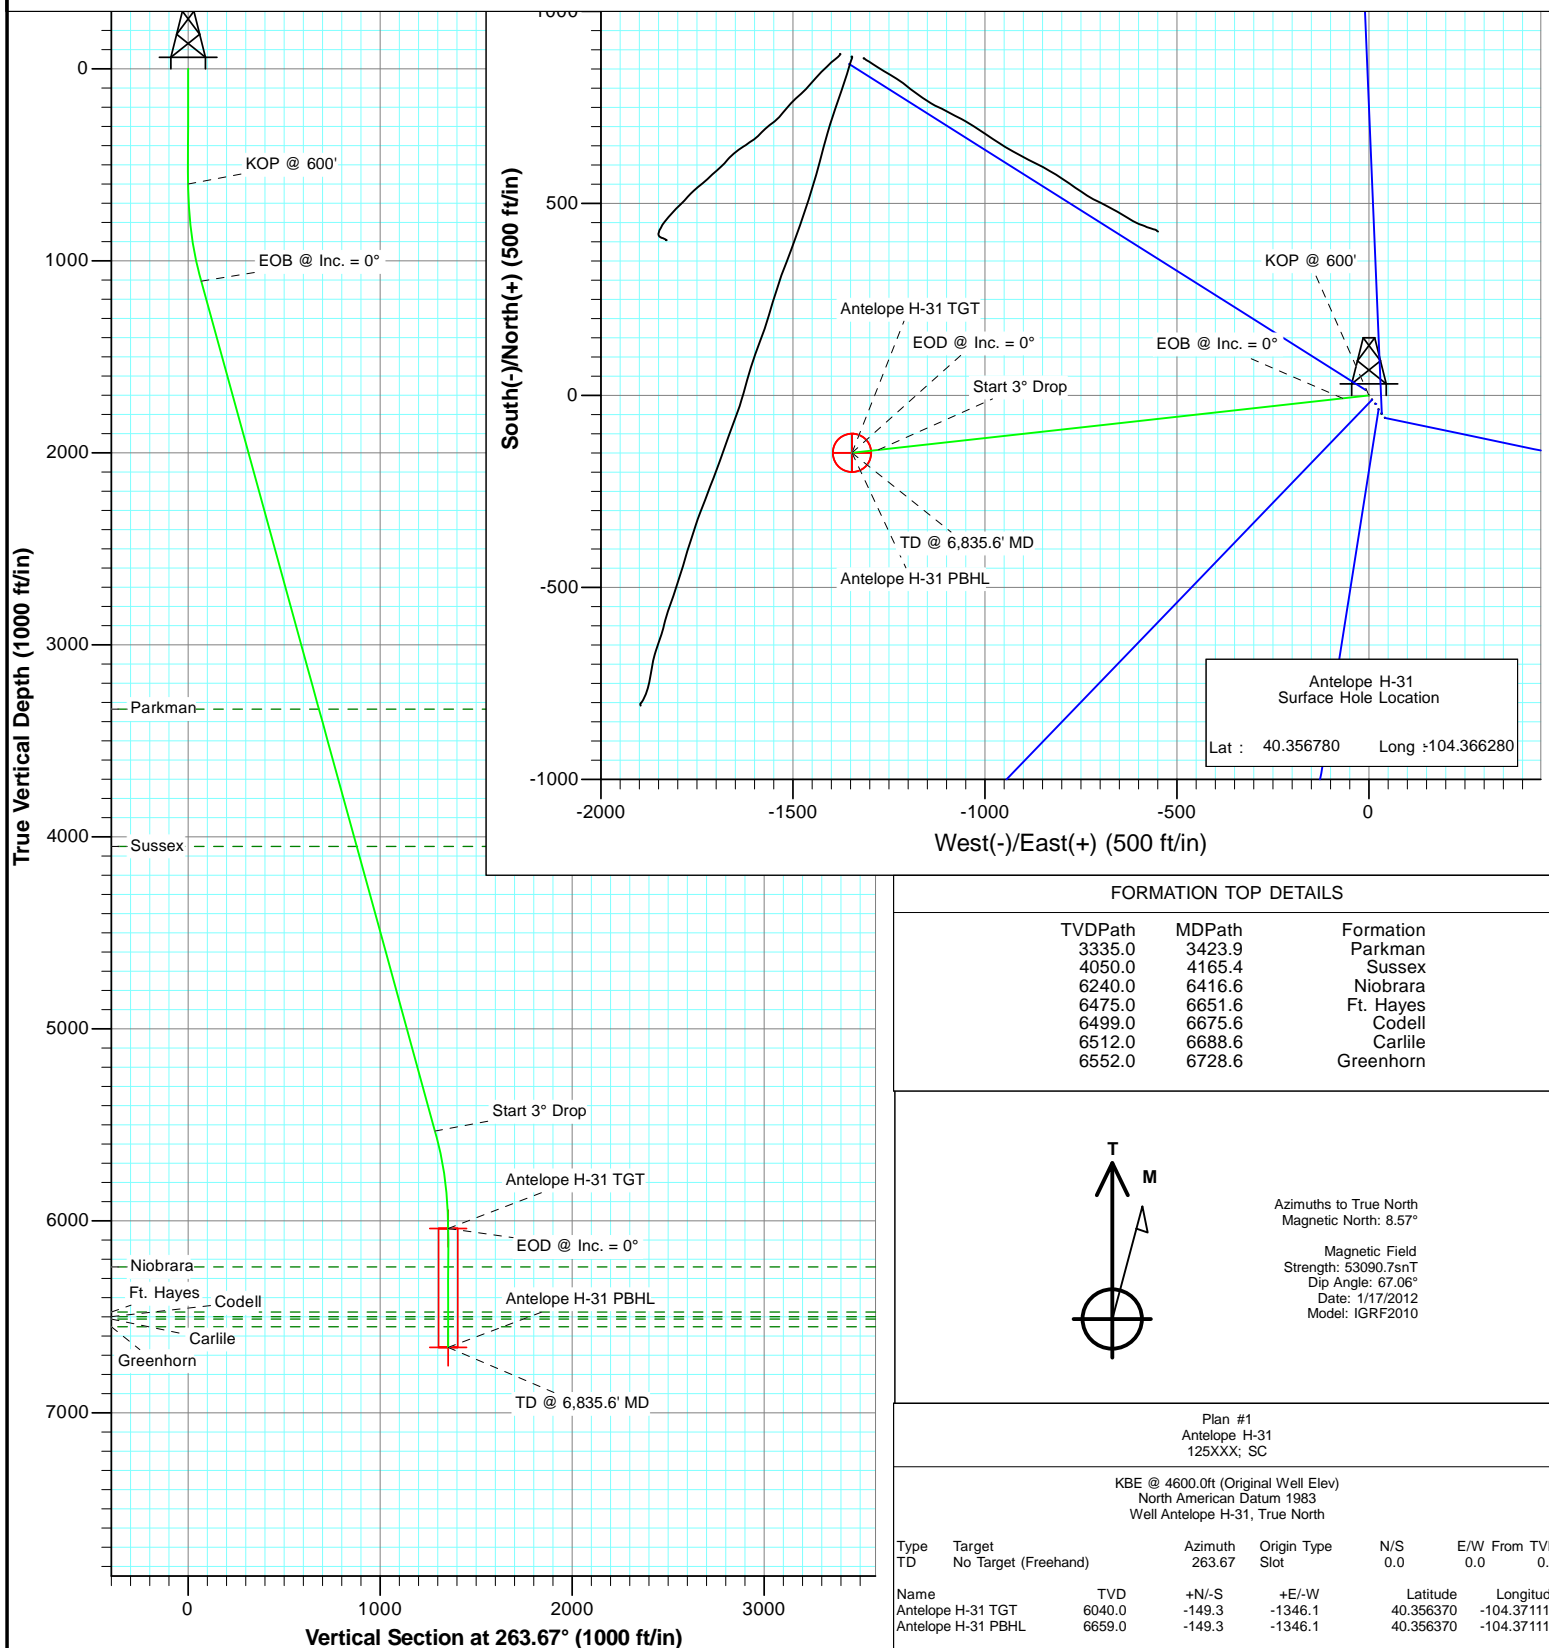 0
1000
2000
3000
4000
5000
6000
7000
True Vertical Depth (1000 ft/in)
KOP @ 600'
EOB @ Inc. = 0°
Parkman
Sussex
Start 3° Drop
Antelope H-31 TGT
EOD @ Inc. = 0°
Niobrara
Ft. Hayes
Codell
Antelope H-31 PBHL
Carlile
Greenhorn
TD @ 6,835.6' MD
0
1000
2000
3000
Vertical Section at 263.67° (1000 ft/in)
1000
500
0
-500
-1000
South(-)/North(+) (500 ft/in)
KOP @ 600'
Antelope H-31 TGT
EOD @ Inc. = 0°
EOB @ Inc. = 0°
Start 3° Drop
TD @ 6,835.6' MD
Antelope H-31 PBHL
Antelope H-31
Surface Hole Location
Lat : 40.356780 Long :-104.366280
-2000
-1500
-1000
-500
0
West(-)/East(+) (500 ft/in)
FORMATION TOP DETAILS
TVDPath MDPath Formation
3335.0 3423.9 Parkman
4050.0 4165.4 Sussex
6240.0 6416.6 Niobrara
6475.0 6651.6 Ft. Hayes
6499.0 6675.6 Codell
6512.0 6688.6 Carlile
6552.0 6728.6 Greenhorn
T
M
Azimuths to True North
Magnetic North: 8.57°
Magnetic Field
Strength: 53090.7snT
Dip Angle: 67.06°
Date: 1/17/2012
Model: IGRF2010
Plan #1
Antelope H-31
125XXX; SC
KBE @ 4600.0ft (Original Well Elev)
North American Datum 1983
Well Antelope H-31, True North
Type Target Azimuth Origin Type N/S E/W From TV
TD No Target (Freehand) 263.67 Slot 0.0 0.0 0.
Name TVD +N/-S +E/-W Latitude Longitud
Antelope H-31 TGT 6040.0 -149.3 -1346.1 40.356370 -104.37111
Antelope H-31 PBHL 6659.0 -149.3 -1346.1 40.356370 -104.37111